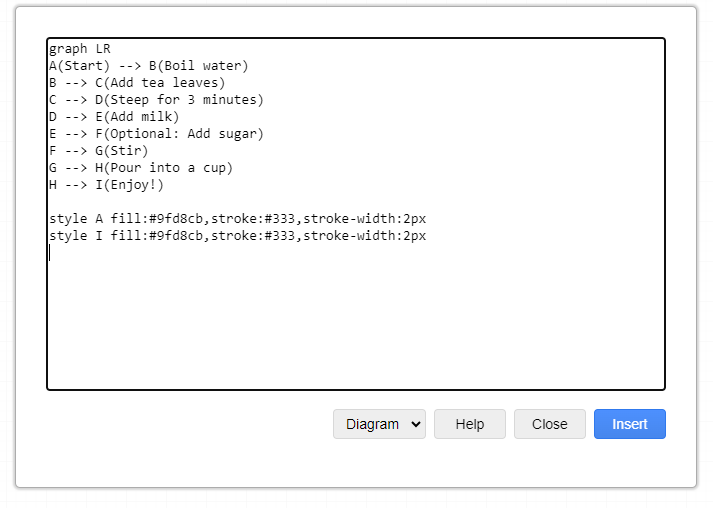 graph LR
A(Start) --> B(Boil water)
B --> C(Add tea leaves)
C --> D(Steep for 3 minutes)
D --> E(Add milk)
E --> F(Optional: Add sugar)
F --> G(Stir)
G --> H(Pour into a cup)
H --> I(Enjoy!)

style A fill:#9fd8cb,stroke:#333,stroke-width:2px
style I fill:#9fd8cb,stroke:#333,stroke-width:2px
Diagram Help Close Insert